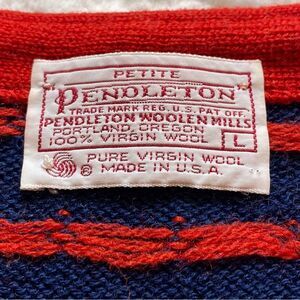 PETITE
PENDLETON
TRADE MARK REG. U.S. PAT. OFF.
PENDLETON WOOLEN MILLS
PORTLAND, OREGON
100% VIRGIN WOOL L
PURE VIRGIN WOOL
® MADE IN U.S.A.